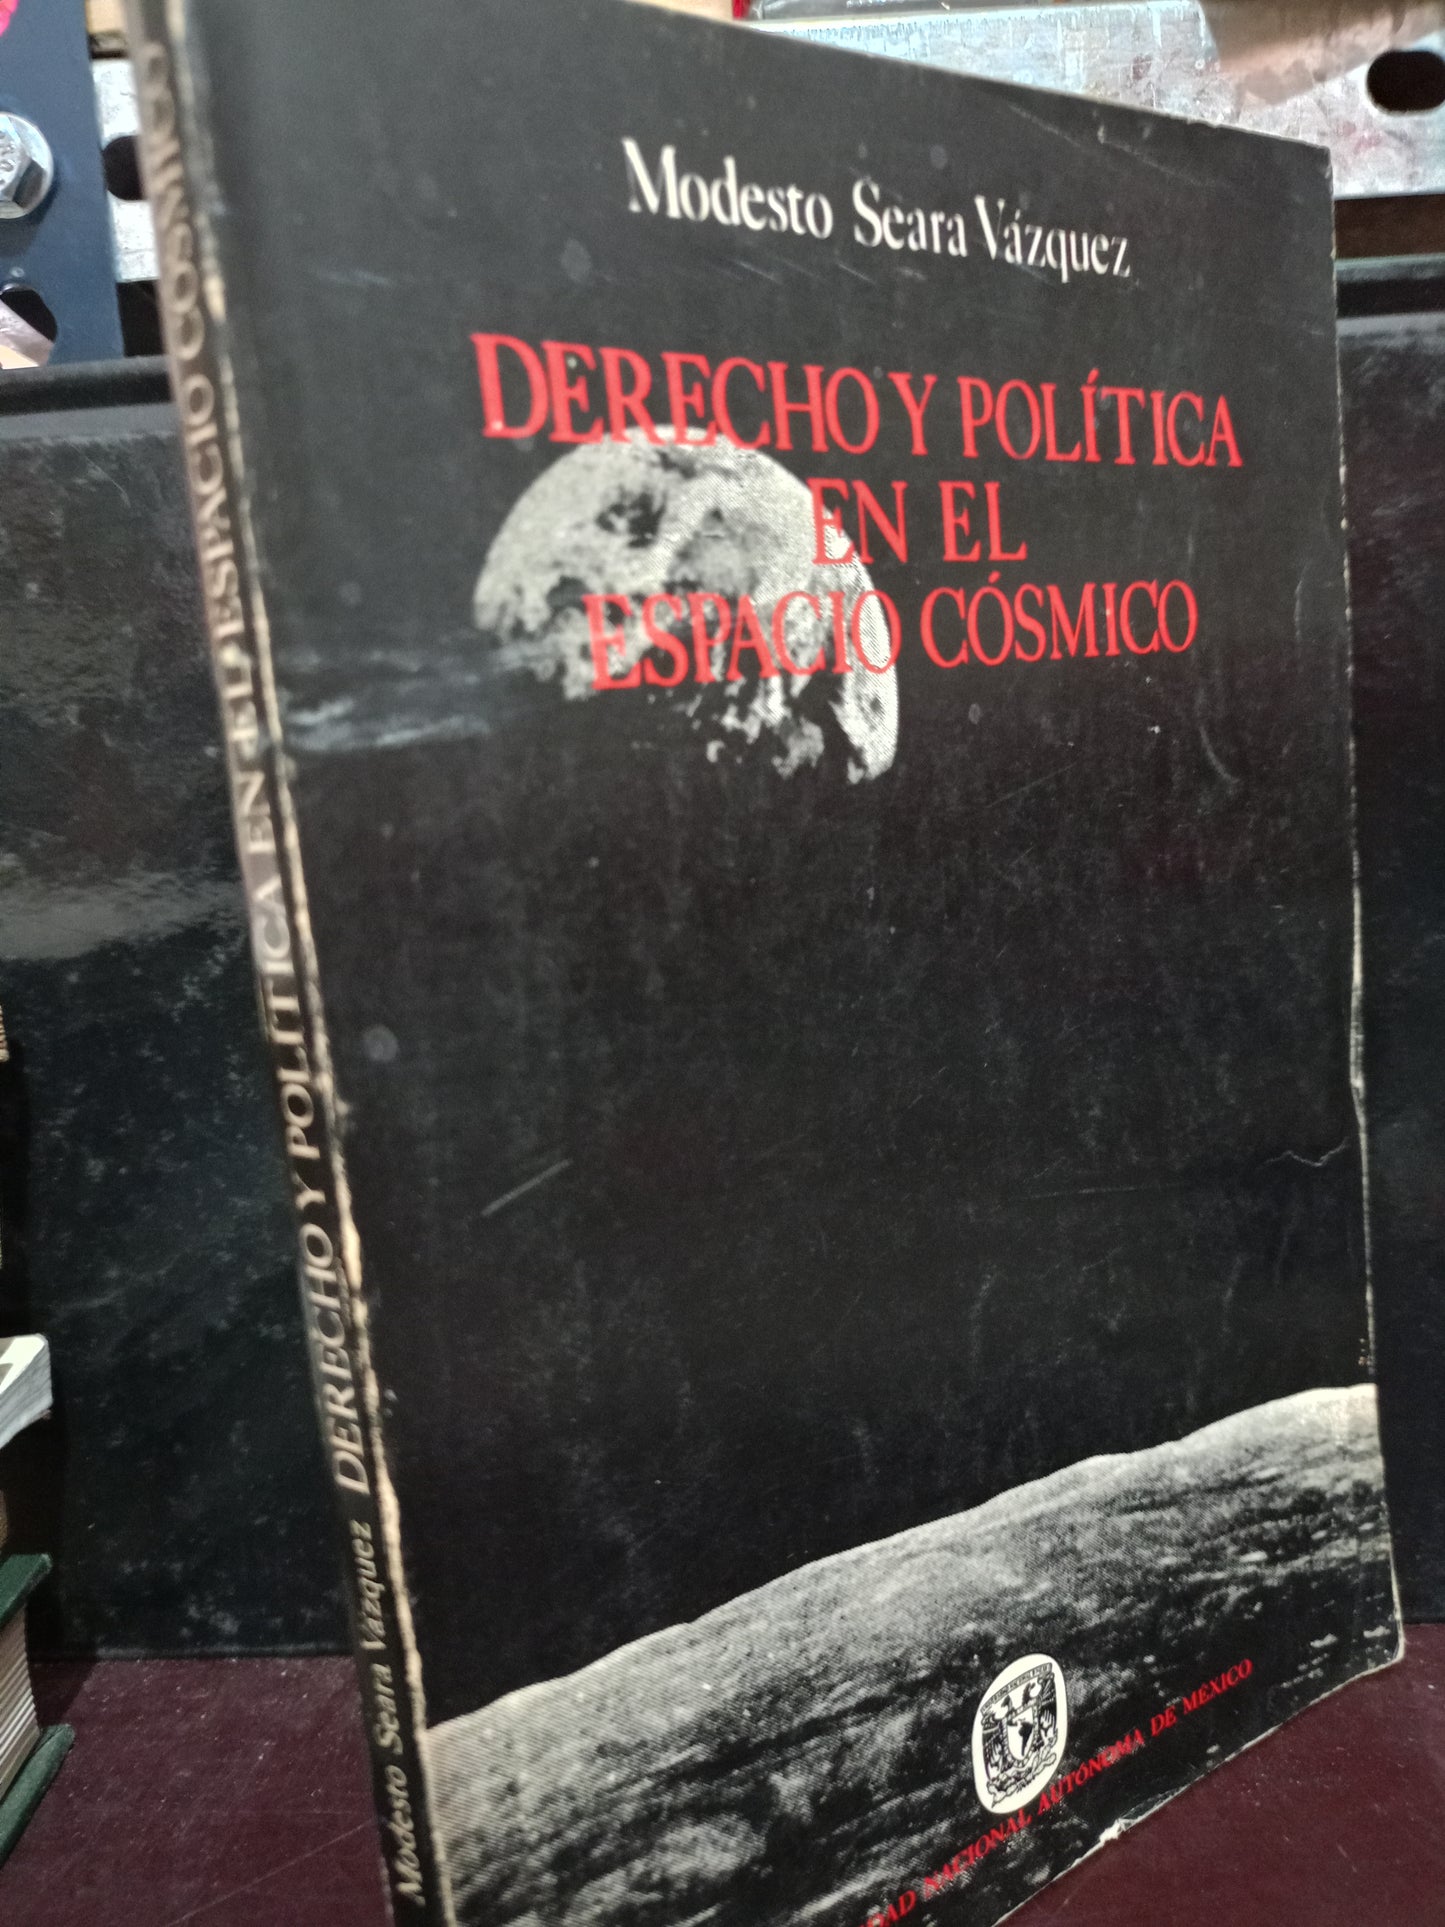 Modesto Seara Vázquez
DERECHO Y POLÍTICA
EN EL
ESPACIO CÓSMICO
NACIONAL AUTÓNOMA DE MÉXICO
Modesto Seara Vázquez DERECHO Y POLÍTICA EN EL ESPACIO CÓSMICO